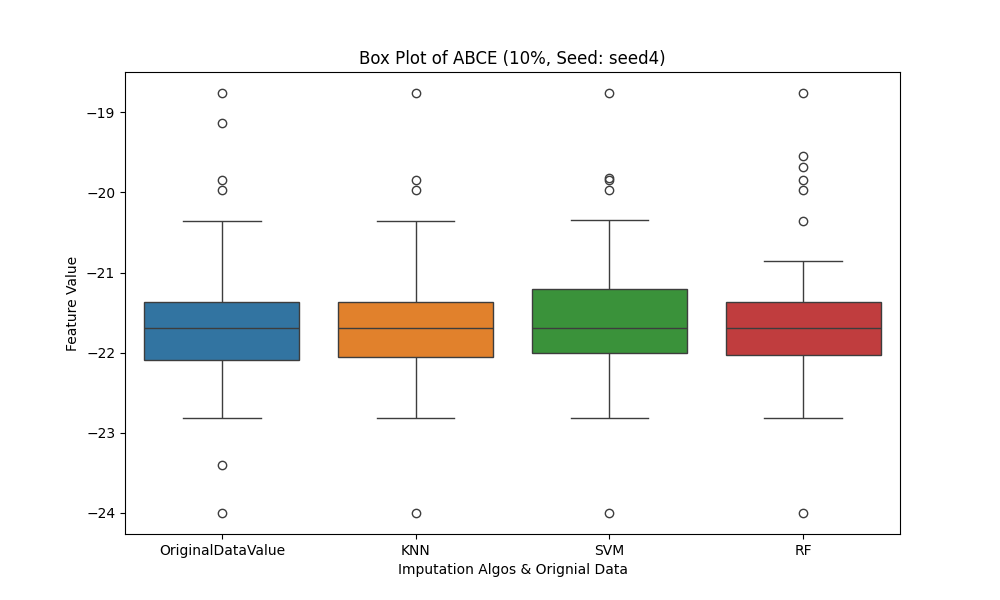 Box Plot of ABCE (10%, Seed: seed4)
Feature Value
−19
−20
−21
−22
−23
−24
OriginalDataValue
KNN
SVM
RF
Imputation Algos & Orignial Data